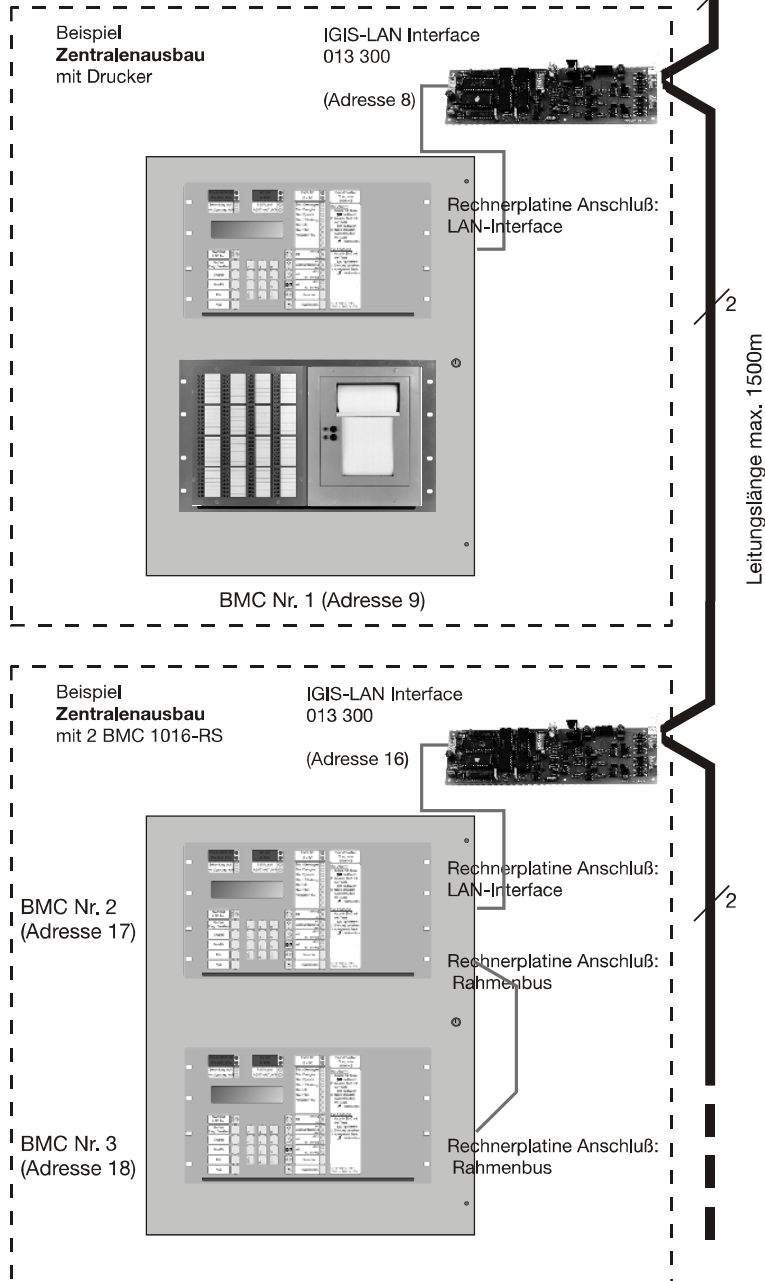 Beispiel
Zentralenausbau
mit Drucker
IGIS-LAN Interface
013 300
(Adresse 8)
Rechnerplatine Anschluß:
LAN-Interface
2
Leitungslänge max. 1500m
BMC Nr. 1 (Adresse 9)
Beispiel
Zentralenausbau
mit 2 BMC 1016-RS
IGIS-LAN Interface
013 300
(Adresse 16)
Rechnerplatine Anschluß:
LAN-Interface
2
BMC Nr. 2
(Adresse 17)
Rechnerplatine Anschluß:
Rahmenbus
BMC Nr. 3
(Adresse 18)
Rechnerplatine Anschluß:
Rahmenbus